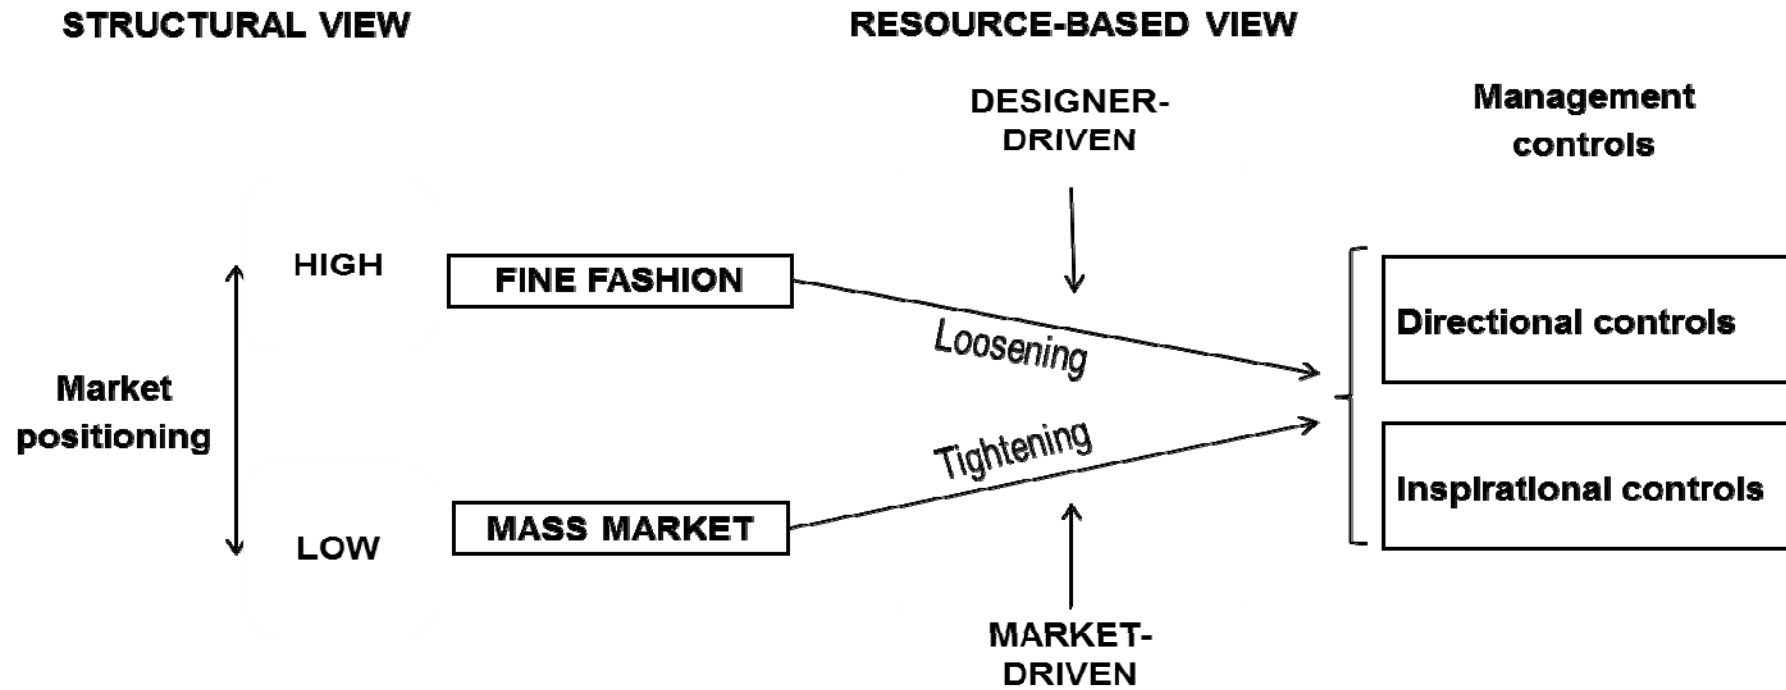 STRUCTURAL VIEW
RESOURCE-BASED VIEW
DESIGNER-
DRIVEN
Management
controls
HIGH
FINE FASHION
Loosening
Directional controls
Market
positioning
Tightening
Inspirational controls
LOW
MASS MARKET
MARKET-
DRIVEN